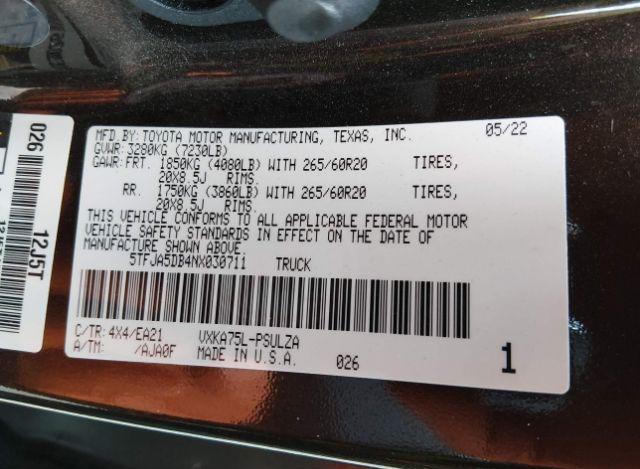 MFD.BY:TOYOTA MOTOR MANUFACTURING, TEXAS, INC. 05/22
GVWR:3280KG (7230LB)
GAWR:FRT. 1850KG (4080LB) WITH 265/60R20 TIRES,
20X8.5J RIMS
RR. 1750KG (3860LB) WITH 265/60R20 TIRES,
20X8.5J RIMS
THIS VEHICLE CONFORMS TO ALL APPLICABLE FEDERAL MOTOR
VEHICLE SAFETY STANDARDS IN EFFECT ON THE DATE OF
MANUFACTURE SHOWN ABOVE
5TFJA5DB4NX030711 TRUCK
C/TR:4X4/EA21 VXKA75L-PSULZA
A/TM: /AJA0F MADE IN U.S.A. 026 1
026 12J5T